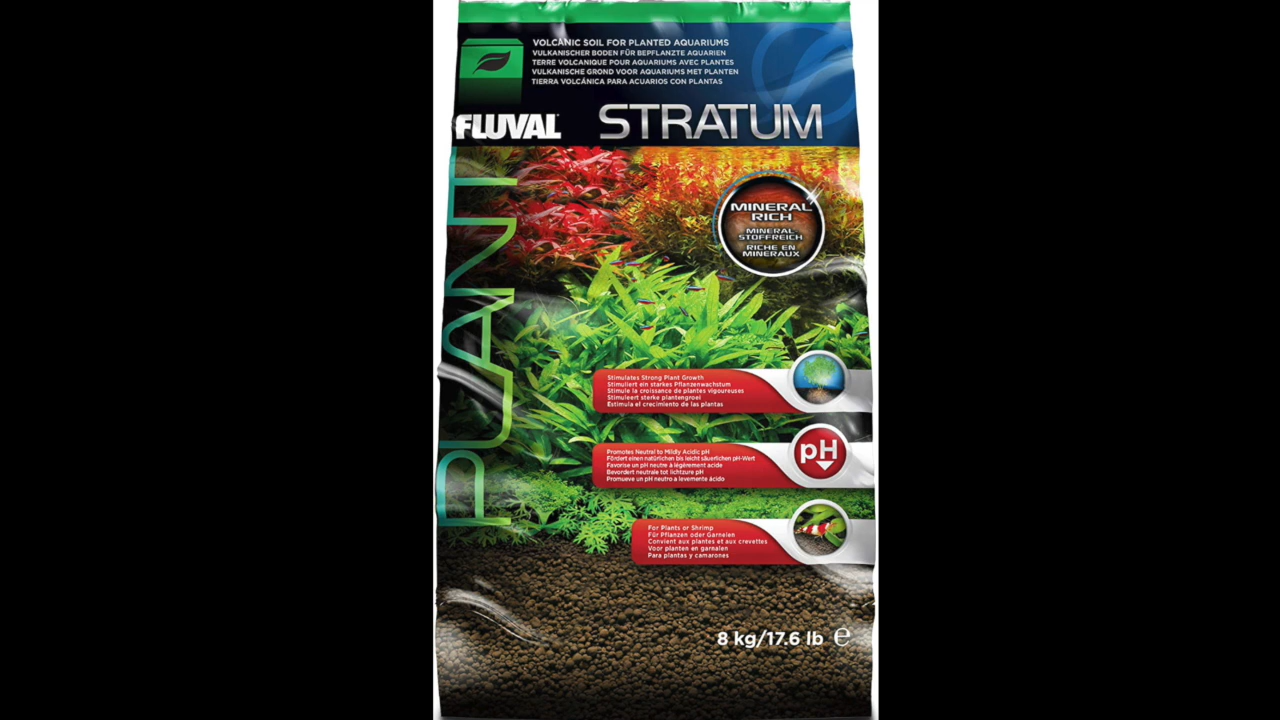 VOLCANIC SOIL FOR PLANTED AQUARIUMS
VULKANISCHER BODEN FÜR BEPFLANZTE AQUARIEN
TERRE VOLCANIQUE POUR AQUARIUMS AVEC PLANTES
VULKANISCHE GROND VOOR AQUARIUMS MET PLANTEN
TIERRA VOLCÁNICA PARA ACUARIOS CON PLANTAS
FLUVAL
STRATUM
PLANT
MINERAL
RICH
MINERAL-
STOFFREICH
RICHE EN
MINERAUX
Stimulates Strong Plant Growth
Stimuliert ein starkes Pflanzenwachstum
Stimule la croissance de plantes vigoureuses
Stimuleert sterke plantengroei
Estimula el crecimiento de las plantas
Promotes Neutral to Mildly Acidic pH
Fördert einen natürlichen bis leicht säuerlichen pH-Wert
Favorise un pH neutre à légèrement acide
Bevordert neutrale tot lichtzure pH
Promueve un pH neutro a levemente ácido
pH
For Plants or Shrimp
Für Pflanzen oder Garnelen
Convient aux plantes et aux crevettes
Voor planten en garnalen
Para plantas y camarones
8 kg/17.6 lb ℮